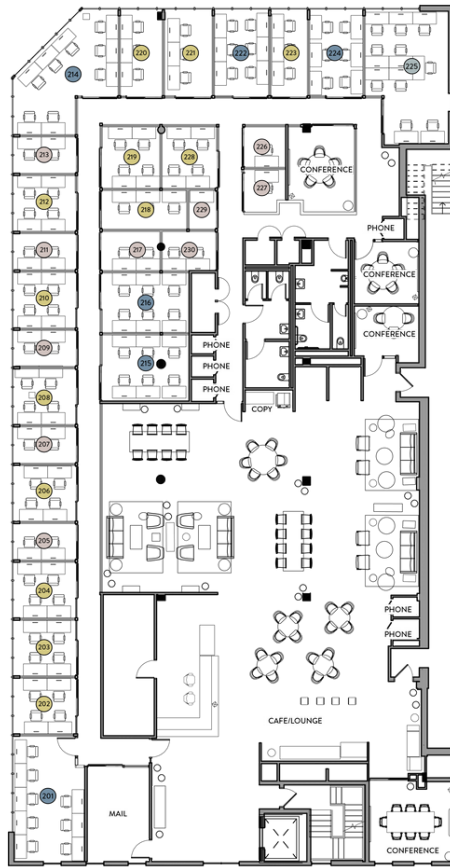 220
221
222
223
224
225
214
213
219
228
226
CONFERENCE
227
212
218
229
PHONE
211
217
230
CONFERENCE
210
216
CONFERENCE
209
PHONE
215
PHONE
208
PHONE
COPY
207
206
205
204
PHONE
203
PHONE
202
CAFE/LOUNGE
201
MAIL
CONFERENCE